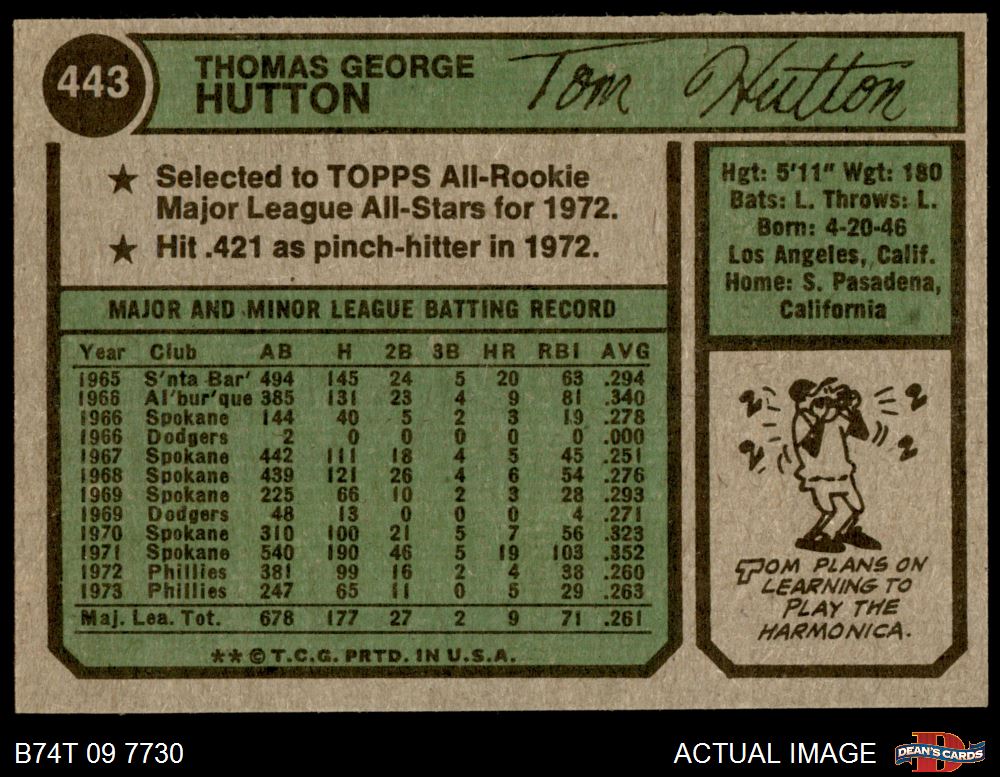 443
THOMAS GEORGE
HUTTON
Tom Hutton
★ Selected to TOPPS All-Rookie
Major League All-Stars for 1972.
★ Hit .421 as pinch-hitter in 1972.
Hgt: 5'11" Wgt: 180
Bats: L. Throws: L.
Born: 4-20-46
Los Angeles, Calif.
Home: S. Pasadena,
California
MAJOR AND MINOR LEAGUE BATTING RECORD
Year Club AB H 2B 3B HR RBI AVG
1965 S'nta Bar' 494 145 24 5 20 63 .294
1966 Al'bur'que 385 131 23 4 9 81 .340
1966 Spokane 144 40 5 2 3 19 .278
1966 Dodgers 2 0 0 0 0 0 .000
1967 Spokane 442 111 18 4 5 45 .251
1968 Spokane 439 121 26 4 6 54 .276
1969 Spokane 225 66 10 2 3 28 .293
1969 Dodgers 48 13 0 0 0 4 .271
1970 Spokane 310 100 21 5 7 56 .323
1971 Spokane 540 190 46 5 19 103 .352
1972 Phillies 381 99 16 2 4 38 .260
1973 Phillies 247 65 11 0 5 29 .263
Maj. Lea. Tot. 678 177 27 2 9 71 .261
**©T.C.G. PRTD. IN U.S.A.
TOM PLANS ON
LEARNING TO
PLAY THE
HARMONICA.
B74T 09 7730
ACTUAL IMAGE
DEAN'S CARDS